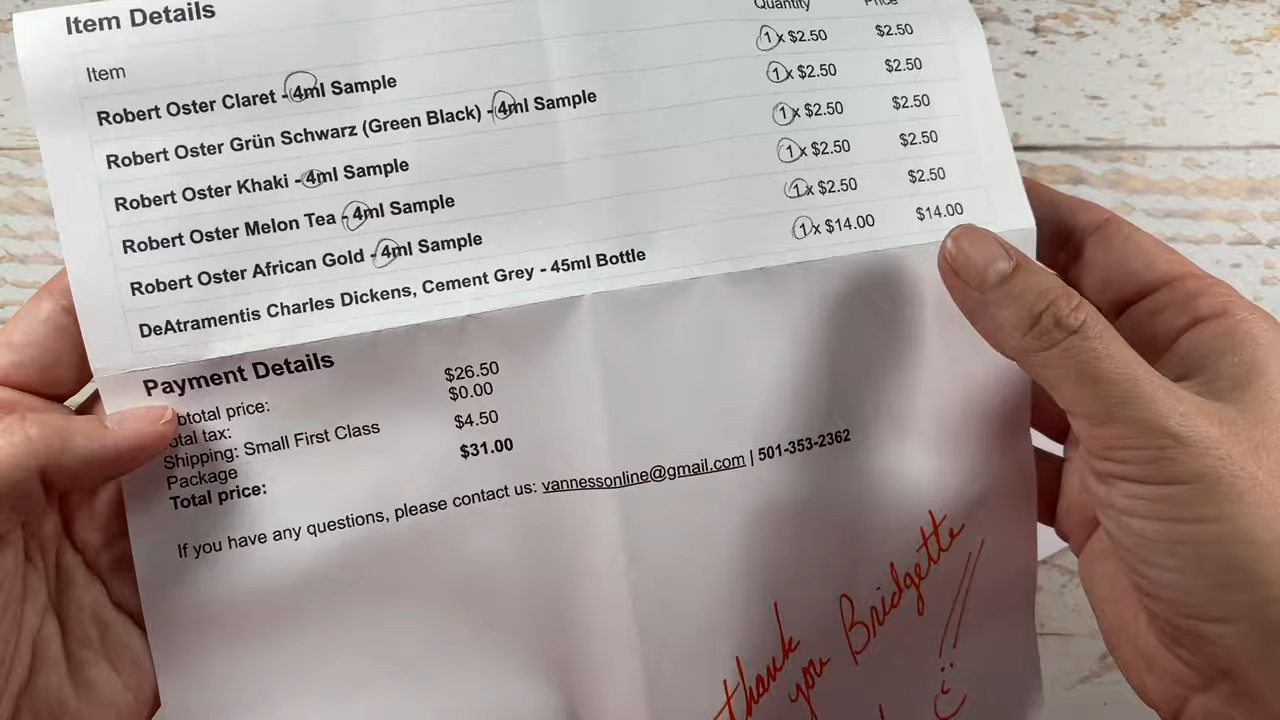 Item Details
Item Quantity Price
Robert Oster Claret - 4ml Sample 1 x $2.50 $2.50
Robert Oster Grün Schwarz (Green Black) - 4ml Sample 1 x $2.50 $2.50
Robert Oster Khaki - 4ml Sample 1 x $2.50 $2.50
Robert Oster Melon Tea - 4ml Sample 1 x $2.50 $2.50
Robert Oster African Gold - 4ml Sample 1 x $2.50 $2.50
DeAtramentis Charles Dickens, Cement Grey - 45ml Bottle 1 x $14.00 $14.00
Payment Details
btotal price: $26.50
otal tax: $0.00
Shipping: Small First Class $4.50
Package
Total price: $31.00
If you have any questions, please contact us: vannessonline@gmail.com | 501-353-2362
thank
you Bridgette